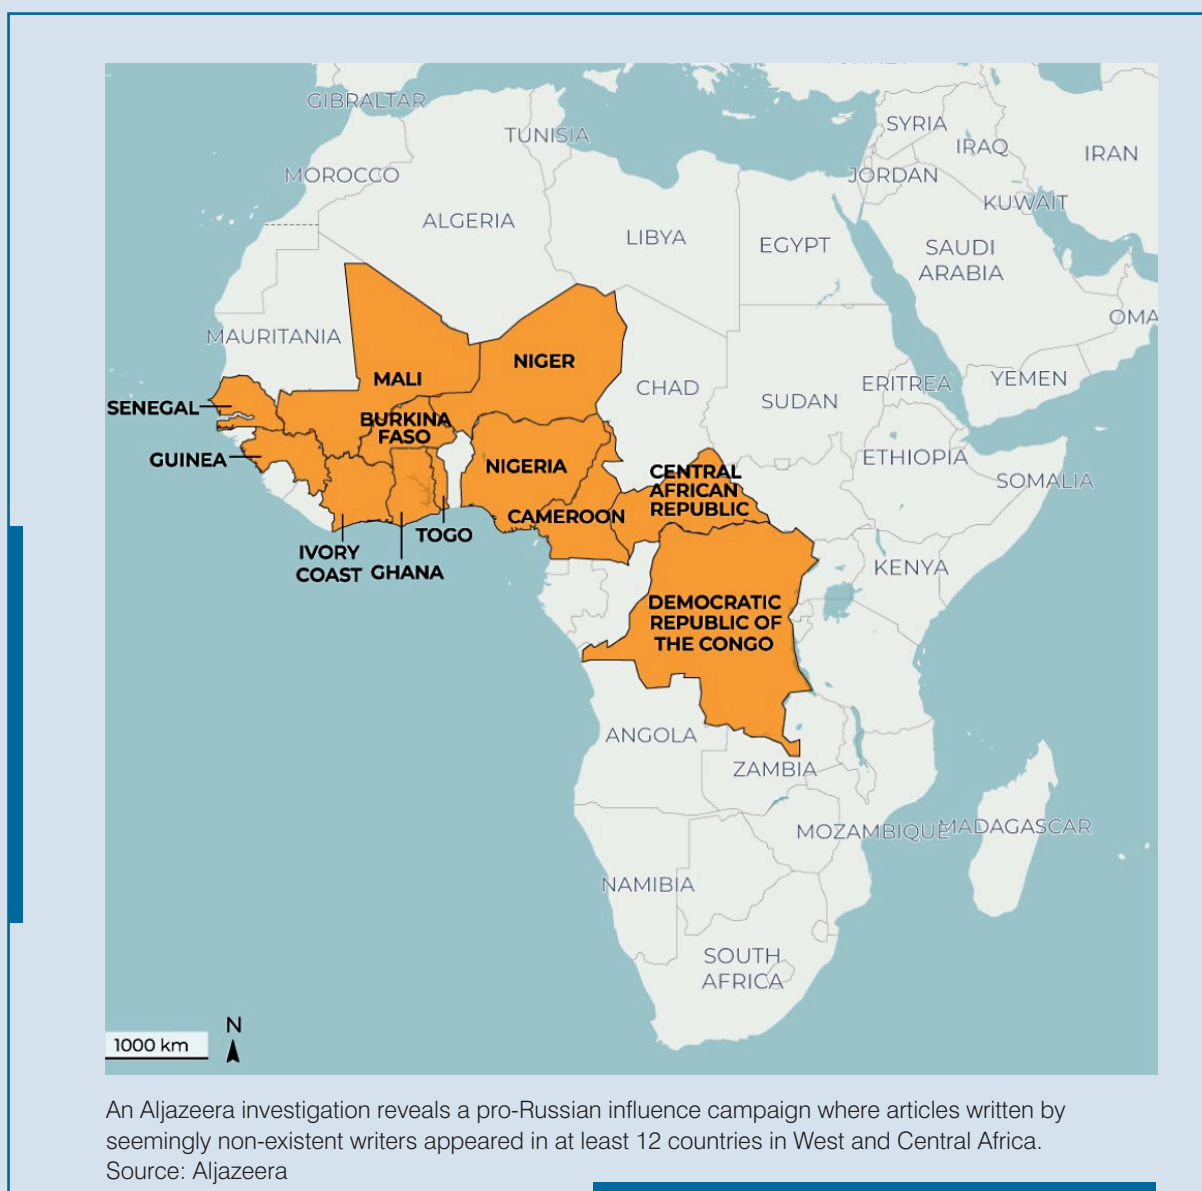 GIBRALTAR
TUNISIA
SYRIA
IRAQ
IRAN
MOROCCO
JORDAN
KUWAIT
ALGERIA
LIBYA
EGYPT
SAUDI
ARABIA
OMA
MAURITANIA
NIGER
MALI
CHAD
ERITREA
YEMEN
SUDAN
SENEGAL
BURKINA
FASO
GUINEA
NIGERIA
CENTRAL
AFRICAN
REPUBLIC
ETHIOPIA
SOMALIA
CAMEROON
TOGO
IVORY
COAST
GHANA
KENYA
DEMOCRATIC
REPUBLIC OF
THE CONGO
ANGOLA
ZAMBIA
MOZAMBIQUE
MADAGASCAR
NAMIBIA
SOUTH
AFRICA
N
1000 km
An Aljazeera investigation reveals a pro-Russian influence campaign where articles written by
seemingly non-existent writers appeared in at least 12 countries in West and Central Africa.
Source: Aljazeera